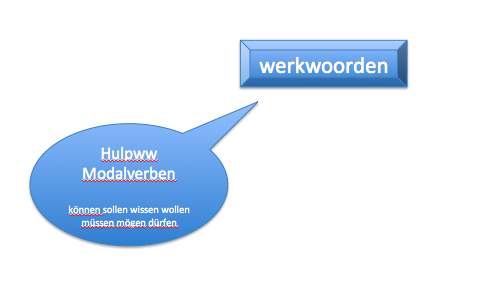 werkwoorden
Hulpww
Modalverben
können sollen wissen wollen
müssen mögen dürfen